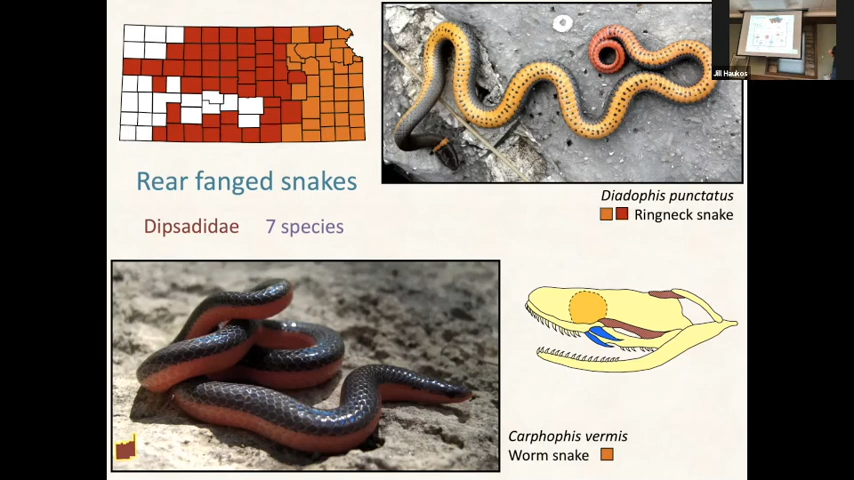 Jill Haukos
Rear fanged snakes
Dipsadidae 7 species
Diadophis punctatus
Ringneck snake
Carphophis vermis
Worm snake